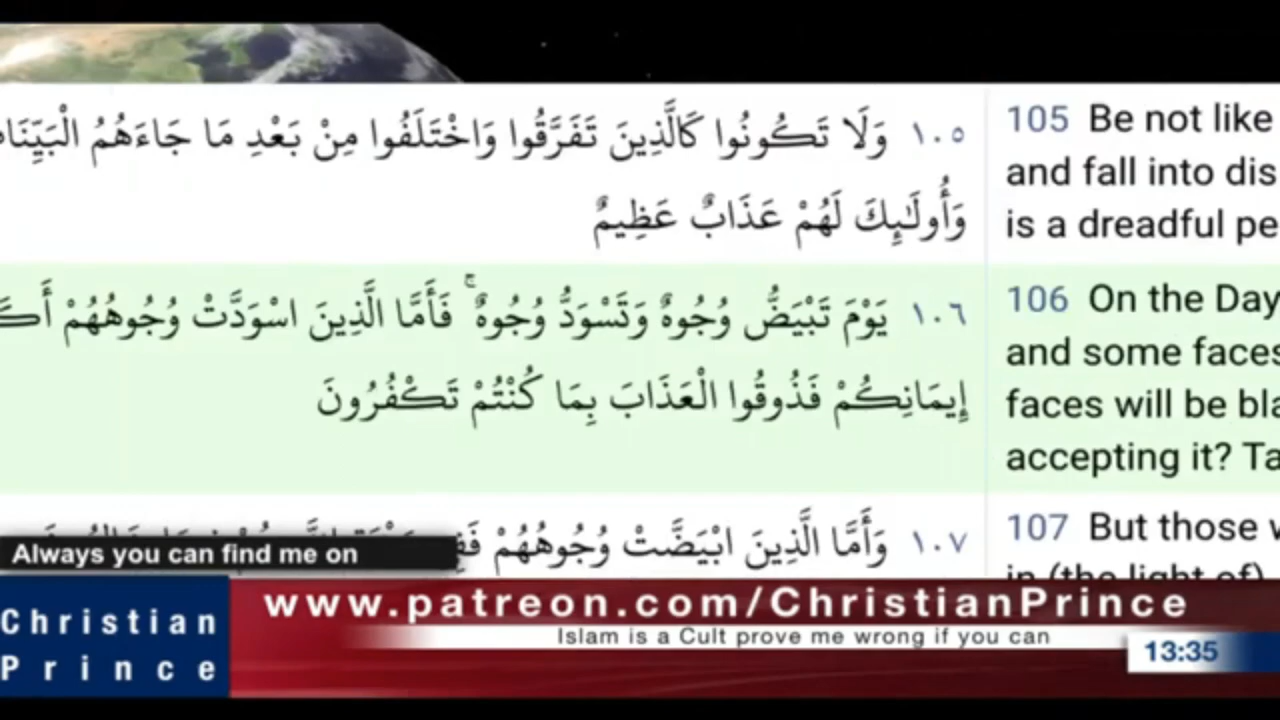 ١٠٥ وَلَا تَكُونُوا كَالَّذِينَ تَفَرَّقُوا وَاخْتَلَفُوا مِنْ بَعْدِ مَا جَاءَهُمُ
وَأُولَٰئِكَ لَهُمْ عَذَابٌ عَظِيمٌ
105 Be not like
and fall into dis
is a dreadful pe
١٠٦ يَوْمَ تَبْيَضُّ وُجُوهٌ وَتَسْوَدُّ وُجُوهٌ ۚ فَأَمَّا الَّذِينَ اسْوَدَّتْ وُجُوهُهُمْ
إِيمَانِكُمْ فَذُوقُوا الْعَذَابَ بِمَا كُنْتُمْ تَكْفُرُونَ
106 On the Day
and some faces
faces will be bla
accepting it? Ta
١٠٧ وَأَمَّا الَّذِينَ ابْيَضَّتْ وُجُوهُهُمْ
107 But those w
in (the light of)
Always you can find me on
Christian
Prince
www.patreon.com/ChristianPrince
Islam is a Cult prove me wrong if you can
13:35